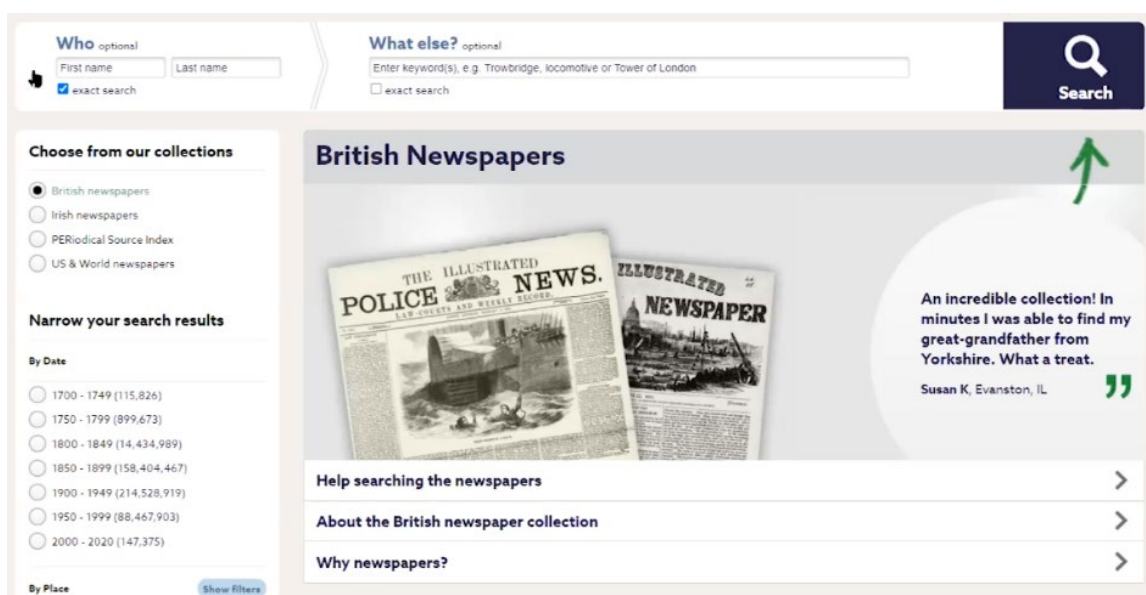 Who optional
What else? optional
First name
Last name
Enter keyword(s), e.g. Trowbridge, locomotive or Tower of London
exact search
exact search
Search
Choose from our collections
British newspapers
Irish newspapers
PERiodical Source Index
US & World newspapers
Narrow your search results
By Date
1700 - 1749 (115,826)
1750 - 1799 (899,673)
1800 - 1849 (14,434,989)
1850 - 1899 (158,404,467)
1900 - 1949 (214,528,919)
1950 - 1999 (88,467,903)
2000 - 2020 (147,375)
By Place
Show filters
British Newspapers
THE ILLUSTRATED
POLICE NEWS.
LAW-COURTS AND WEEKLY RECORD.
ILLUSTRATED
NEWSPAPER
An incredible collection! In
minutes I was able to find my
great-grandfather from
Yorkshire. What a treat.
Susan K, Evanston, IL
Help searching the newspapers
About the British newspaper collection
Why newspapers?